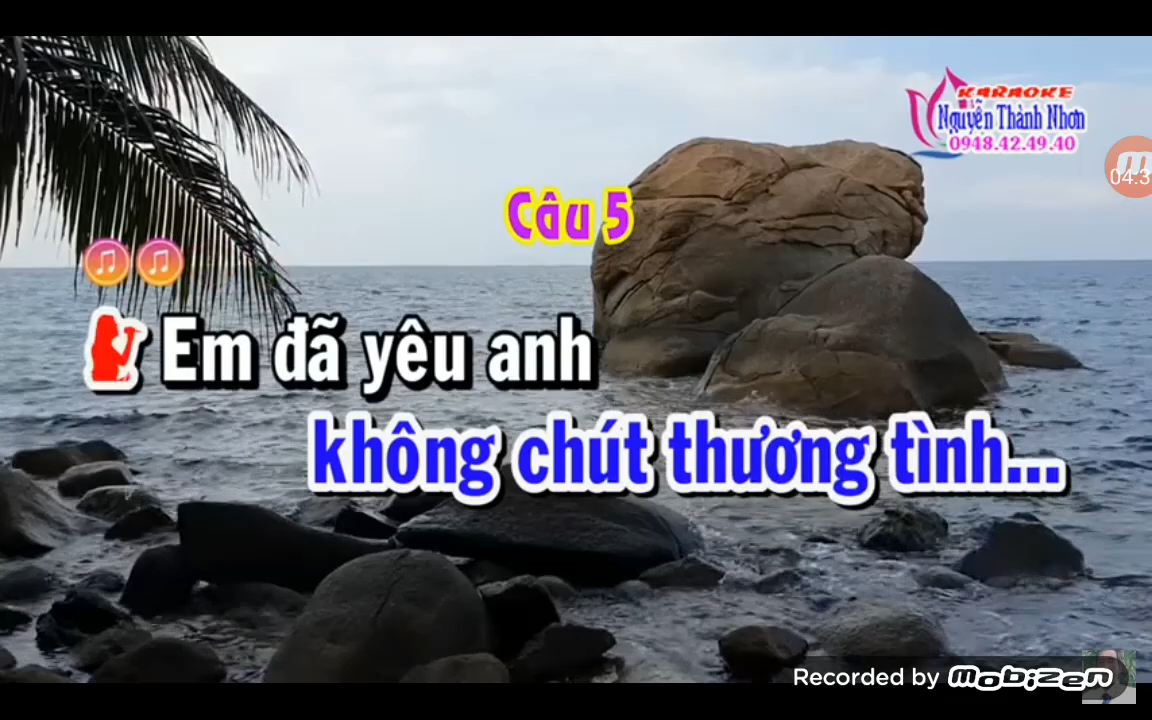 KARAOKE
Nguyễn Thành Nhơn
0948.42.49.40
04.3
Câu 5
Em đã yêu anh
không chút thương tình...
Recorded by mobizen